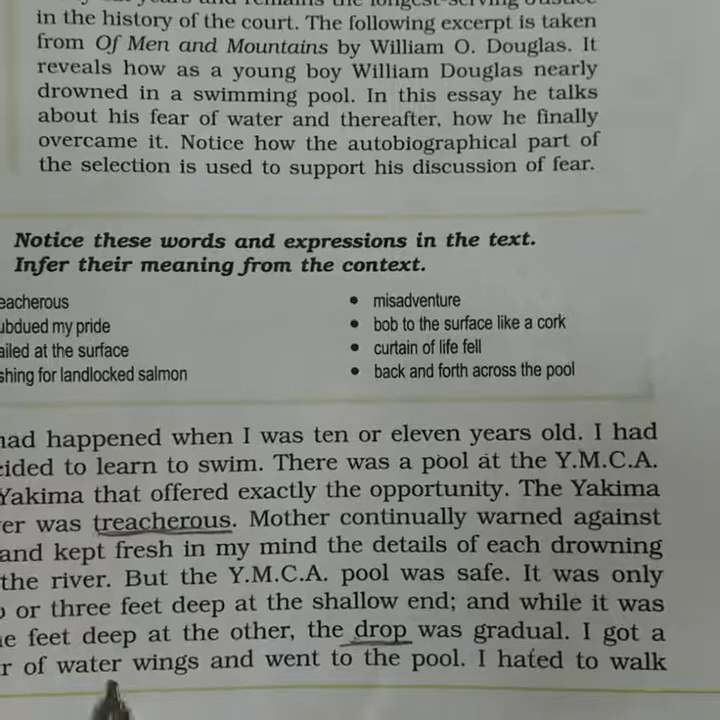 in the history of the court. The following excerpt is taken
from Of Men and Mountains by William O. Douglas. It
reveals how as a young boy William Douglas nearly
drowned in a swimming pool. In this essay he talks
about his fear of water and thereafter, how he finally
overcame it. Notice how the autobiographical part of
the selection is used to support his discussion of fear.
Notice these words and expressions in the text.
Infer their meaning from the context.
eacherous
ubdued my pride
ailed at the surface
shing for landlocked salmon
• misadventure
• bob to the surface like a cork
• curtain of life fell
• back and forth across the pool
had happened when I was ten or eleven years old. I had
cided to learn to swim. There was a pool at the Y.M.C.A.
Yakima that offered exactly the opportunity. The Yakima
er was treacherous. Mother continually warned against
and kept fresh in my mind the details of each drowning
the river. But the Y.M.C.A. pool was safe. It was only
or three feet deep at the shallow end; and while it was
e feet deep at the other, the drop was gradual. I got a
r of water wings and went to the pool. I hated to walk